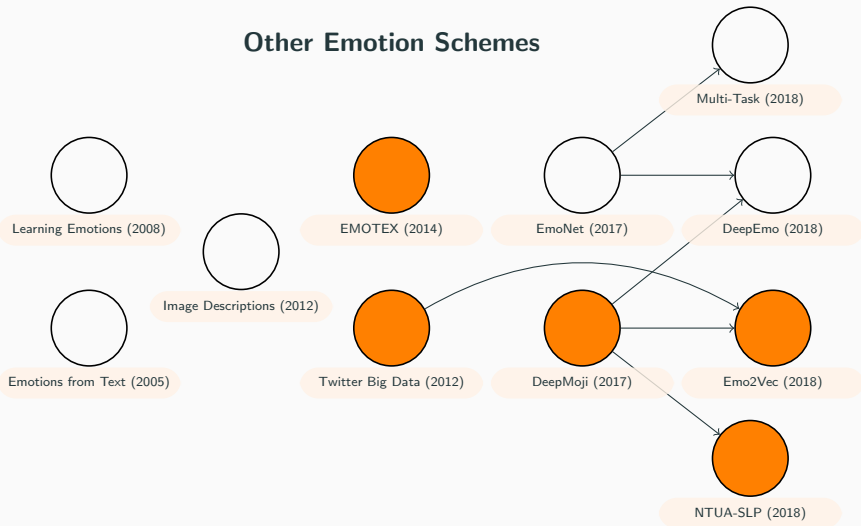 Other Emotion Schemes
Multi-Task (2018)
Learning Emotions (2008)
EMOTEX (2014)
EmoNet (2017)
DeepEmo (2018)
Image Descriptions (2012)
Emotions from Text (2005)
Twitter Big Data (2012)
DeepMoji (2017)
Emo2Vec (2018)
NTUA-SLP (2018)